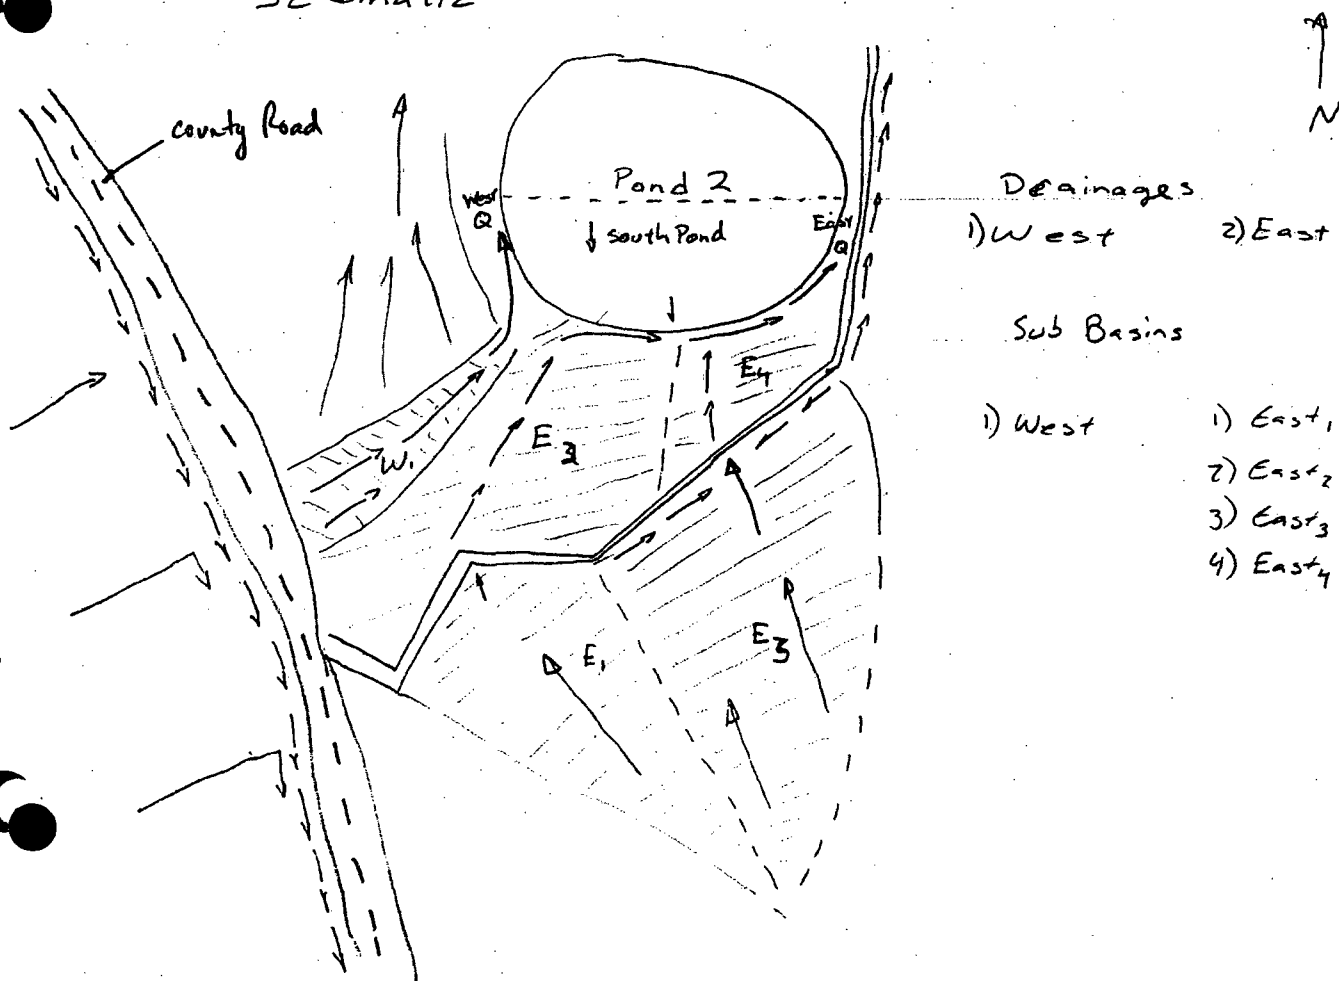 county Road
N
Pond 2
West
Q
south Pond
East
Q
Drainages
1) West 2) East
Sub Basins
1) West 1) East₁
2) East₂
3) East₃
4) East₄
E₄
W₁
E₃
E₁